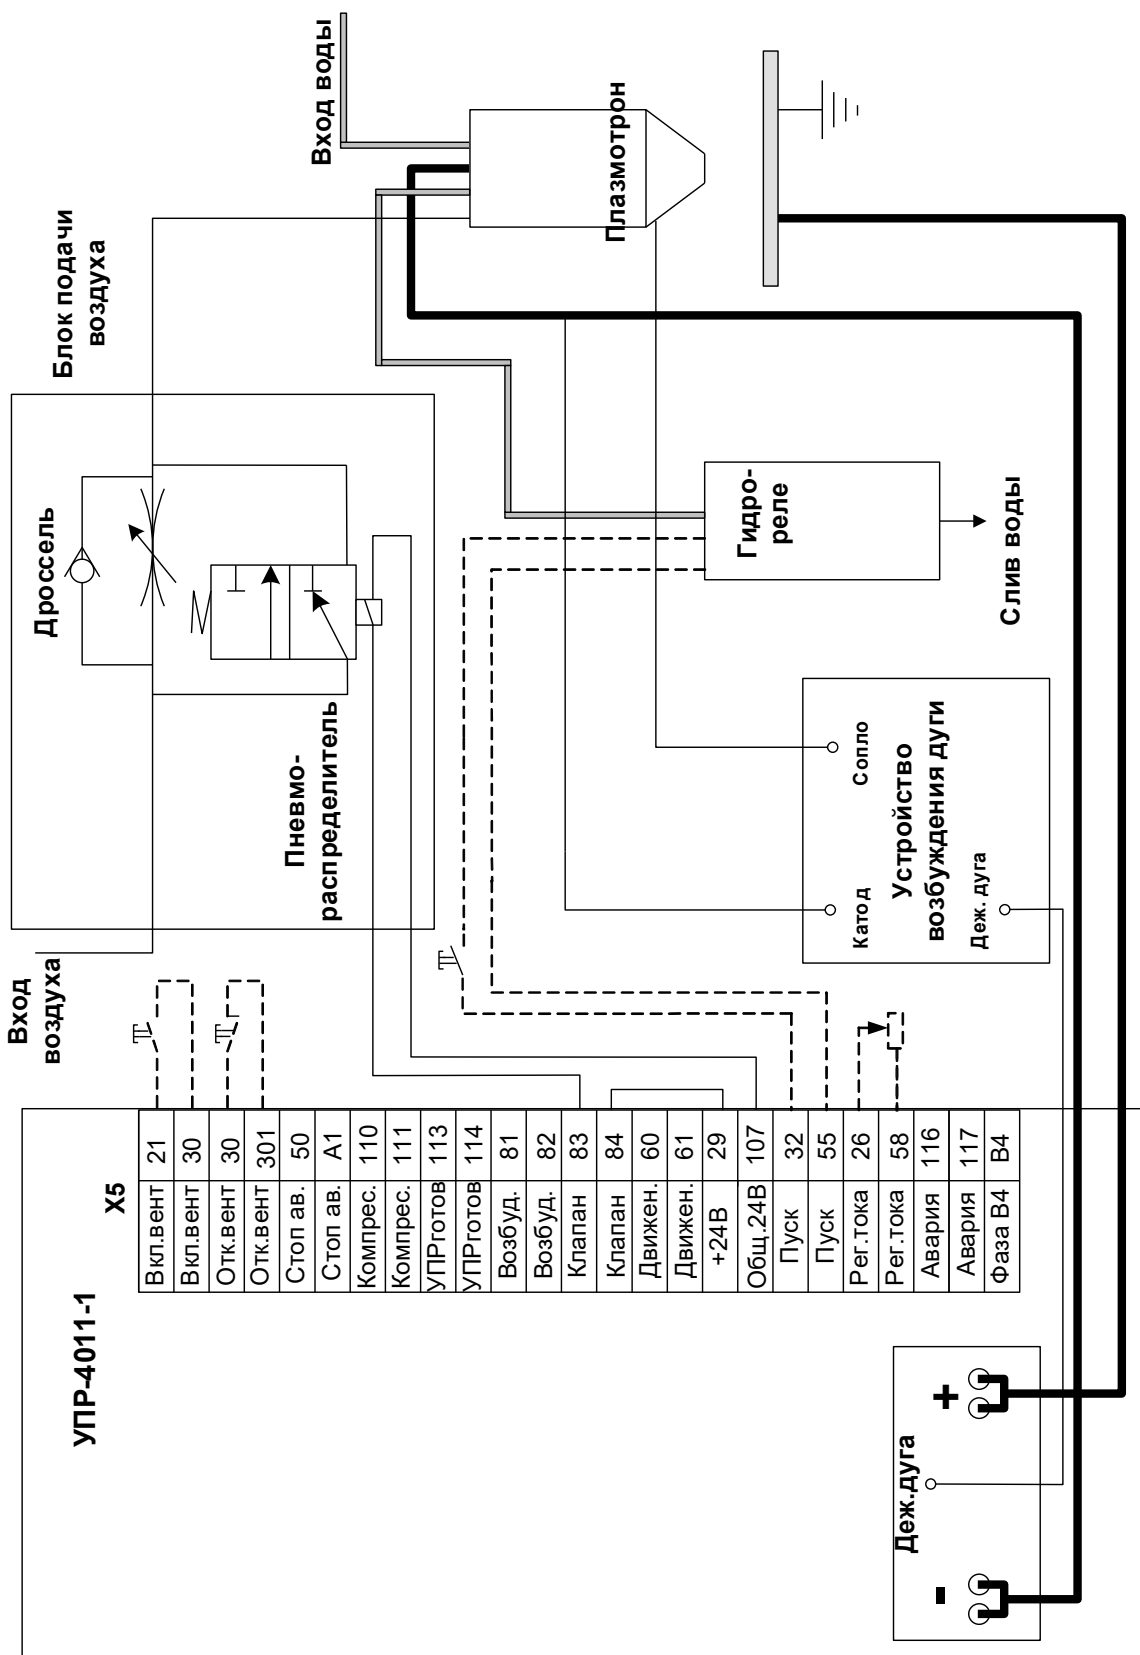 УПР-4011-1
X5
Вкл.вент 21
Вкл.вент 30
Отк.вент 30
Отк.вент 301
Стоп ав. 50
Стоп ав. А1
Компрес. 110
Компрес. 111
УПРготов 113
УПРготов 114
Возбуд. 81
Возбуд. 82
Клапан 83
Клапан 84
Движен. 60
Движен. 61
+24В 29
Общ.24В 107
Пуск 32
Пуск 55
Рег.тока 26
Рег.тока 58
Авария 116
Авария 117
Фаза В4 В4
-
Деж.дуга
+
Вход
воздуха
Дроссель
Пневмо-
распределитель
Блок подачи
воздуха
Вход воды
Плазмотрон
Гидро-
реле
Слив воды
Катод
Сопло
Устройство
возбуждения дуги
Деж. дуга